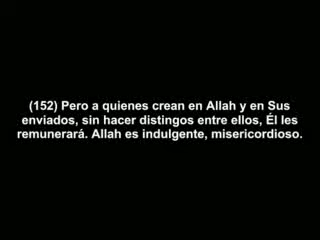 (152) Pero a quienes crean en Allah y en Sus
enviados, sin hacer distingos entre ellos, Él les
remunerará. Allah es indulgente, misericordioso.